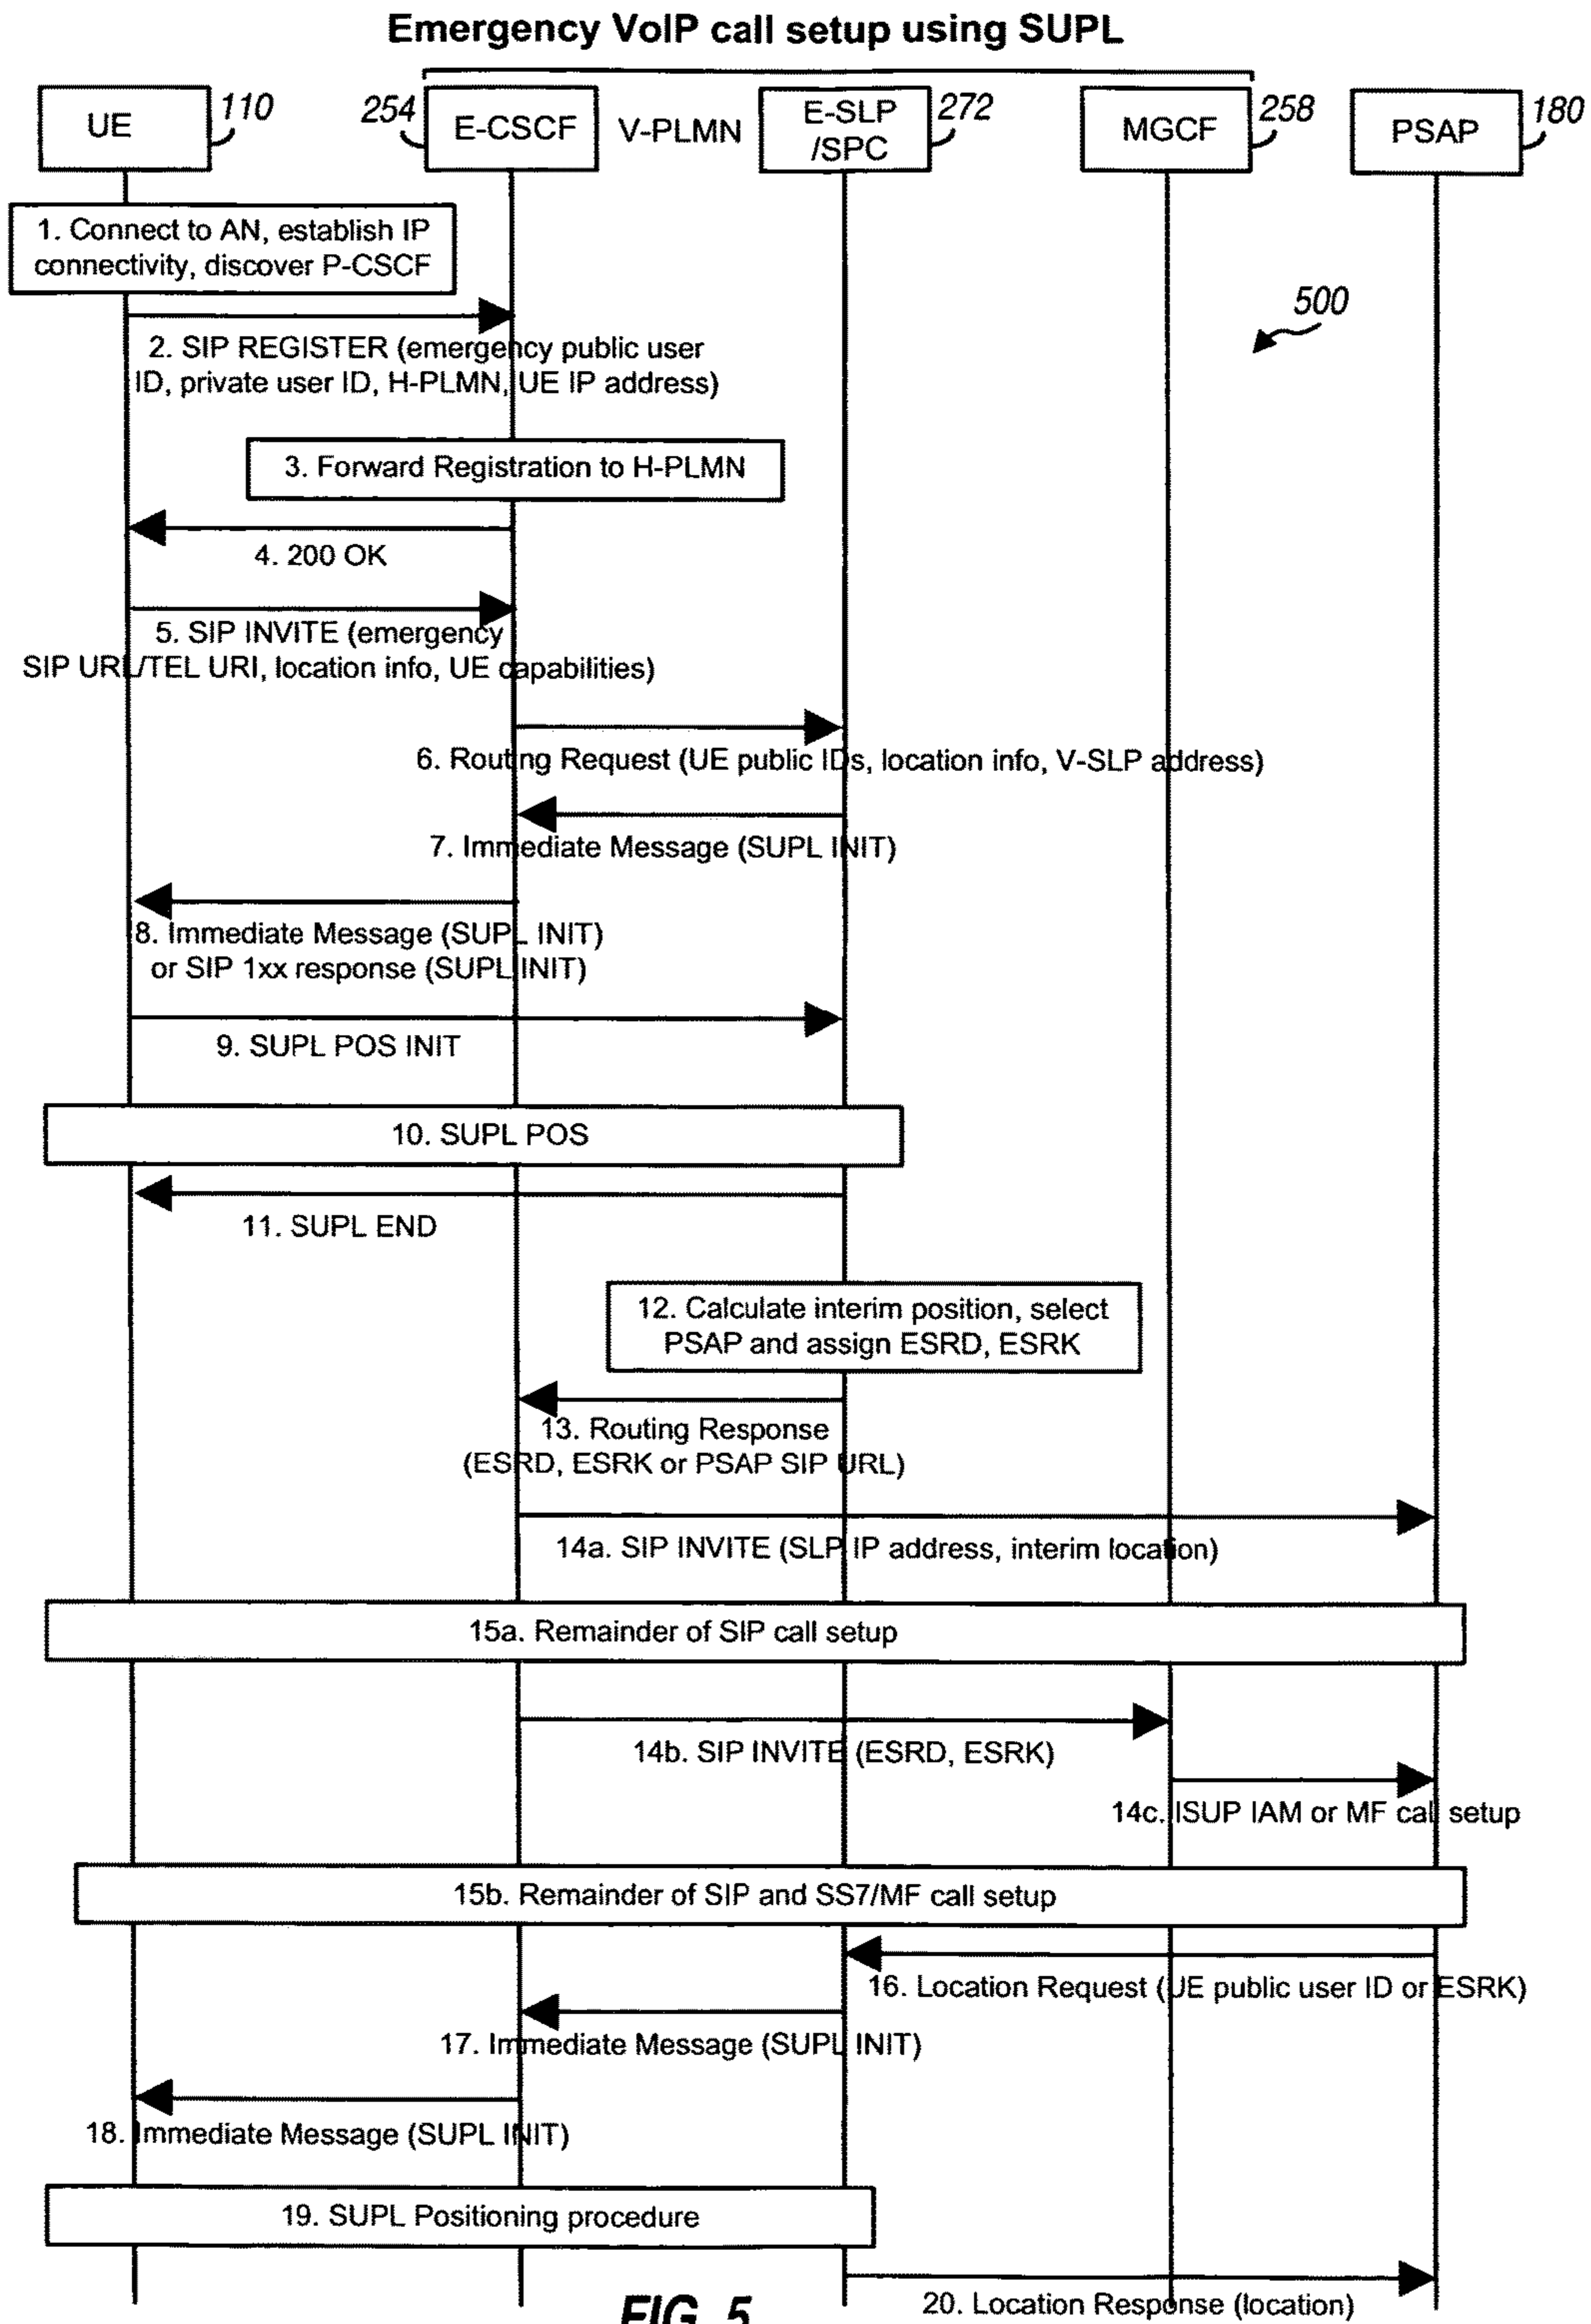 Emergency VoIP call setup using SUPL
UE
110
254
E-CSCF
V-PLMN
E-SLP
/SPC
272
MGCF
258
PSAP
180
1. Connect to AN, establish IP
connectivity, discover P-CSCF
500
2. SIP REGISTER (emergency public user
ID, private user ID, H-PLMN, UE IP address)
3. Forward Registration to H-PLMN
4. 200 OK
5. SIP INVITE (emergency
SIP URL/TEL URI, location info, UE capabilities)
6. Routing Request (UE public IDs, location info, V-SLP address)
7. Immediate Message (SUPL INIT)
8. Immediate Message (SUPL INIT)
or SIP 1xx response (SUPL INIT)
9. SUPL POS INIT
10. SUPL POS
11. SUPL END
12. Calculate interim position, select
PSAP and assign ESRD, ESRK
13. Routing Response
(ESRD, ESRK or PSAP SIP URL)
14a. SIP INVITE (SLP IP address, interim location)
15a. Remainder of SIP call setup
14b. SIP INVITE (ESRD, ESRK)
14c. ISUP IAM or MF call setup
15b. Remainder of SIP and SS7/MF call setup
16. Location Request (UE public user ID or ESRK)
17. Immediate Message (SUPL INIT)
18. Immediate Message (SUPL INIT)
19. SUPL Positioning procedure
20. Location Response (location)
FIG. 5